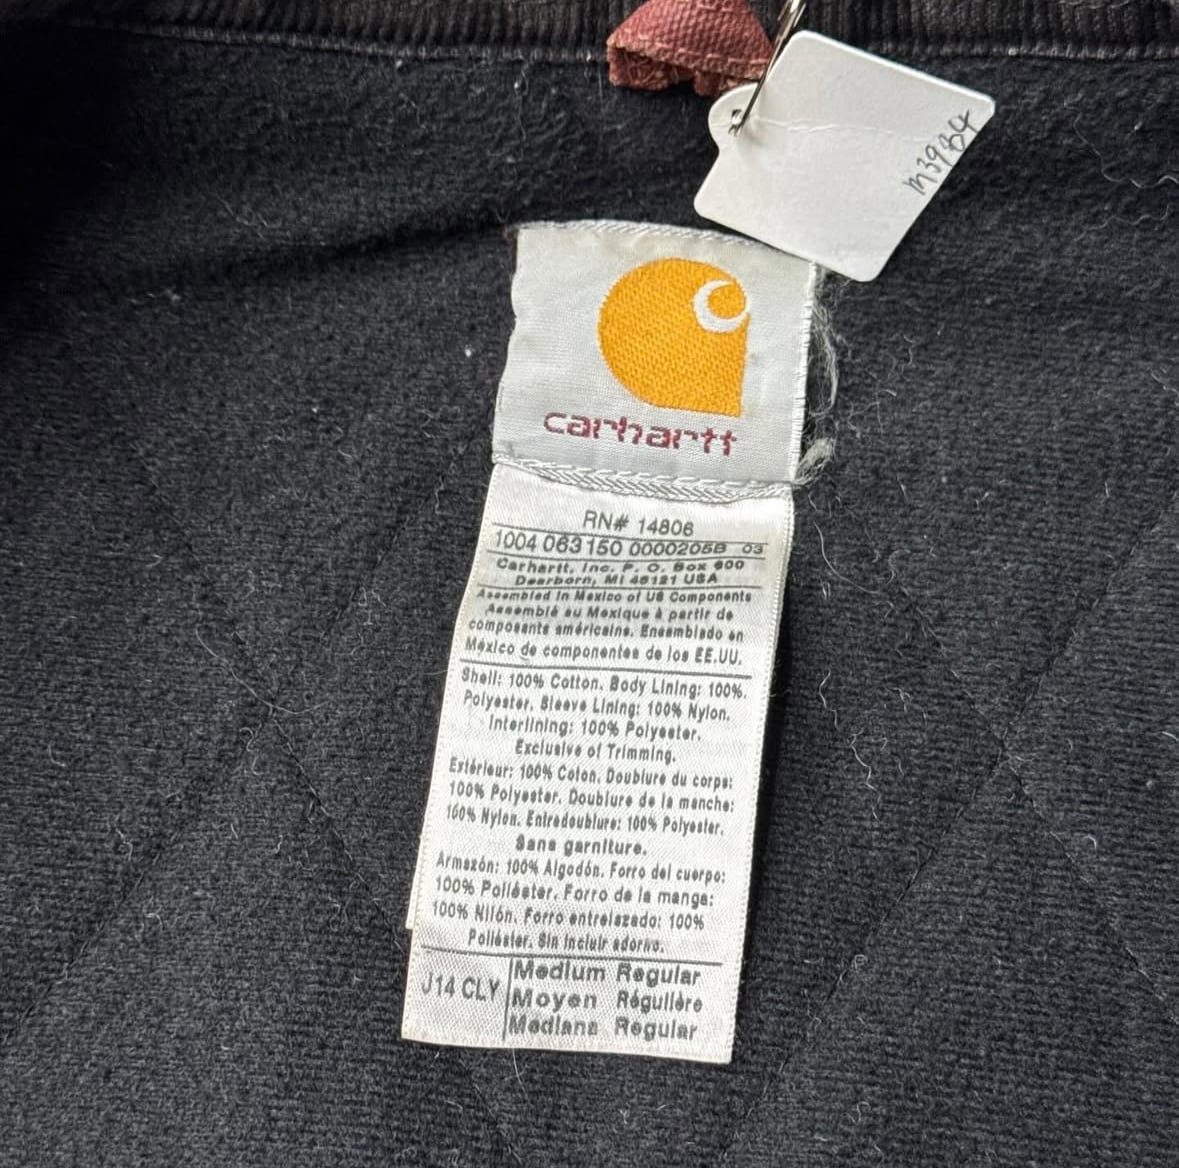 M3984
carhartt
RN# 14806
1004 063150 0000205B 03
Carhartt, Inc. P. O. Box 600
Dearborn, MI 48121 USA
Assembled in Mexico of US Components
Assemblé au Mexique à partir de
composants américains. Ensamblado en
México de componentes de los EE.UU.
Shell: 100% Cotton. Body Lining: 100%.
Polyester. Sleeve Lining: 100% Nylon.
Interlining: 100% Polyester.
Exclusive of Trimming.
Extérieur: 100% Coton. Doublure du corps:
100% Polyester. Doublure de la manche:
100% Nylon. Entredoublure: 100% Polyester.
Sans garniture.
Armazón: 100% Algodón. Forro del cuerpo:
100% Poliéster. Forro de la manga:
100% Nilón. Forro entrelazado: 100%
Poliéster. Sin incluir adorno.
J14 CLY
Medium Regular
Moyen Régulière
Mediana Regular